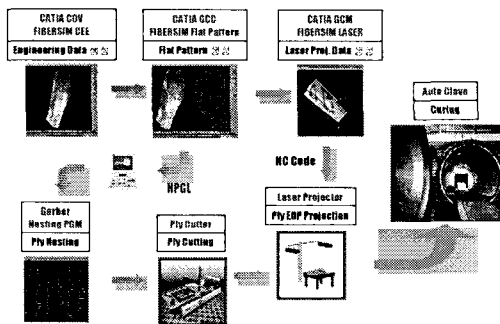 CATIA COV
FIBERSIM CEE
Engineering Data
CATIA GCO
FIBERSIM Flat Pattern
Flat Pattern
CATIA GCM
FIBERSIM LASER
Laser Proj. Data
Auto Clave
Curing
NC Code
HPGL
Gerber
Nesting PGM
Ply Nesting
Ply Cutter
Ply Cutting
Laser Projector
Ply EOP Projection